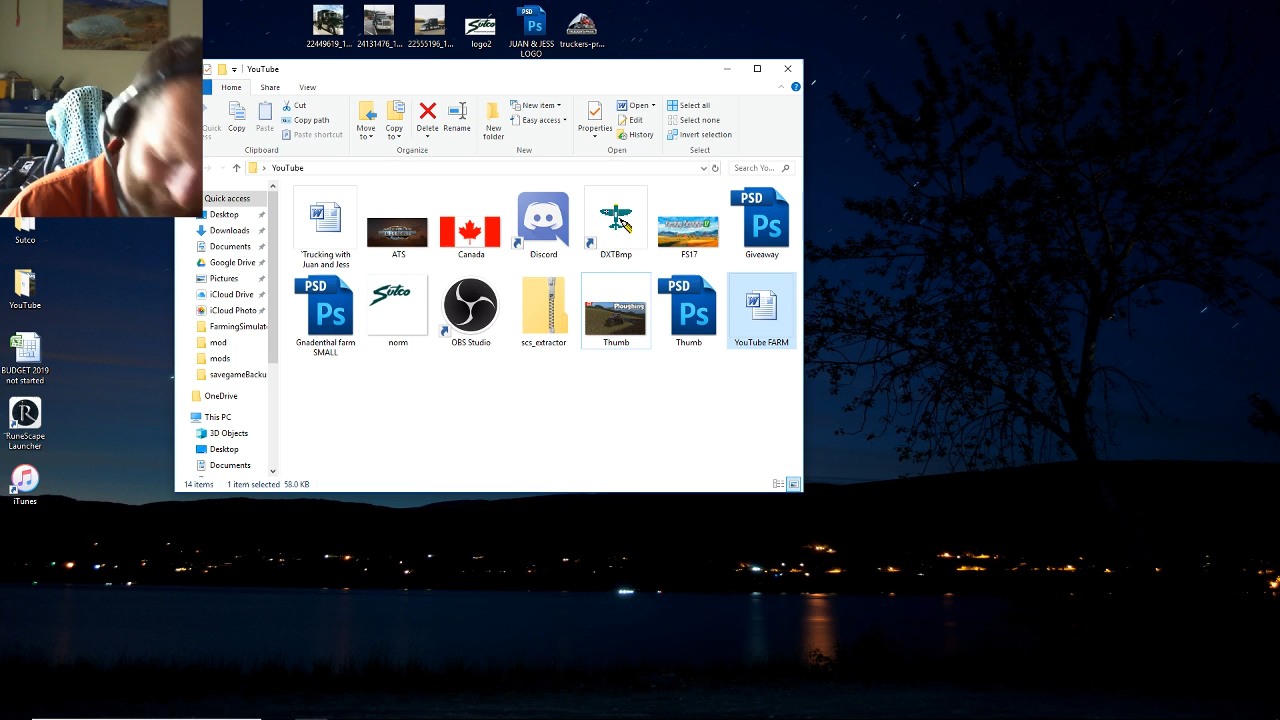 22449619_1...
24131476_1...
22555196_1...
Sutco
logo2
PSD
Ps
JUAN & JESS
LOGO
truckers-pr...
YouTube
Home
Share
View
Quick
Copy
Paste
Cut
Copy path
Paste shortcut
Clipboard
Move
to
Copy
to
Delete
Rename
Organize
New
folder
New item
Easy access
New
Properties
Open
Edit
History
Open
Select all
Select none
Invert selection
Select
YouTube
Search Yo...
Quick access
Desktop
Downloads
Documents
Google Drive
Pictures
iCloud Drive
iCloud Photo
FarmingSimulat
mod
mods
savegameBacku
OneDrive
This PC
3D Objects
Desktop
Documents
'Trucking with
Juan and Jess
ATS
Canada
Discord
DXTBmp
FS17
PSD
Ps
Giveaway
PSD
Ps
Gnadenthal farm
SMALL
Sutco
norm
OBS Studio
scs_extractor
Ploughing
Thumb
PSD
Ps
Thumb
YouTube FARM
14 items
1 item selected 58.0 KB
Sutco
YouTube
BUDGET 2019
not started
RuneScape
Launcher
iTunes